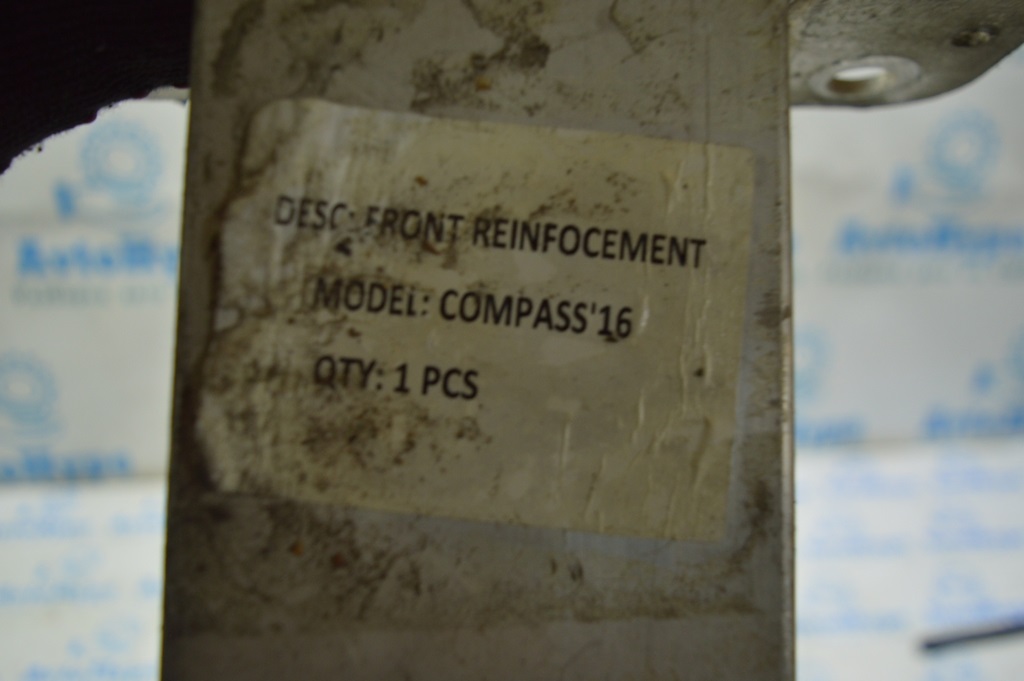 DESC: FRONT REINFOCEMENT
MODEL: COMPASS'16
QTY: 1 PCS